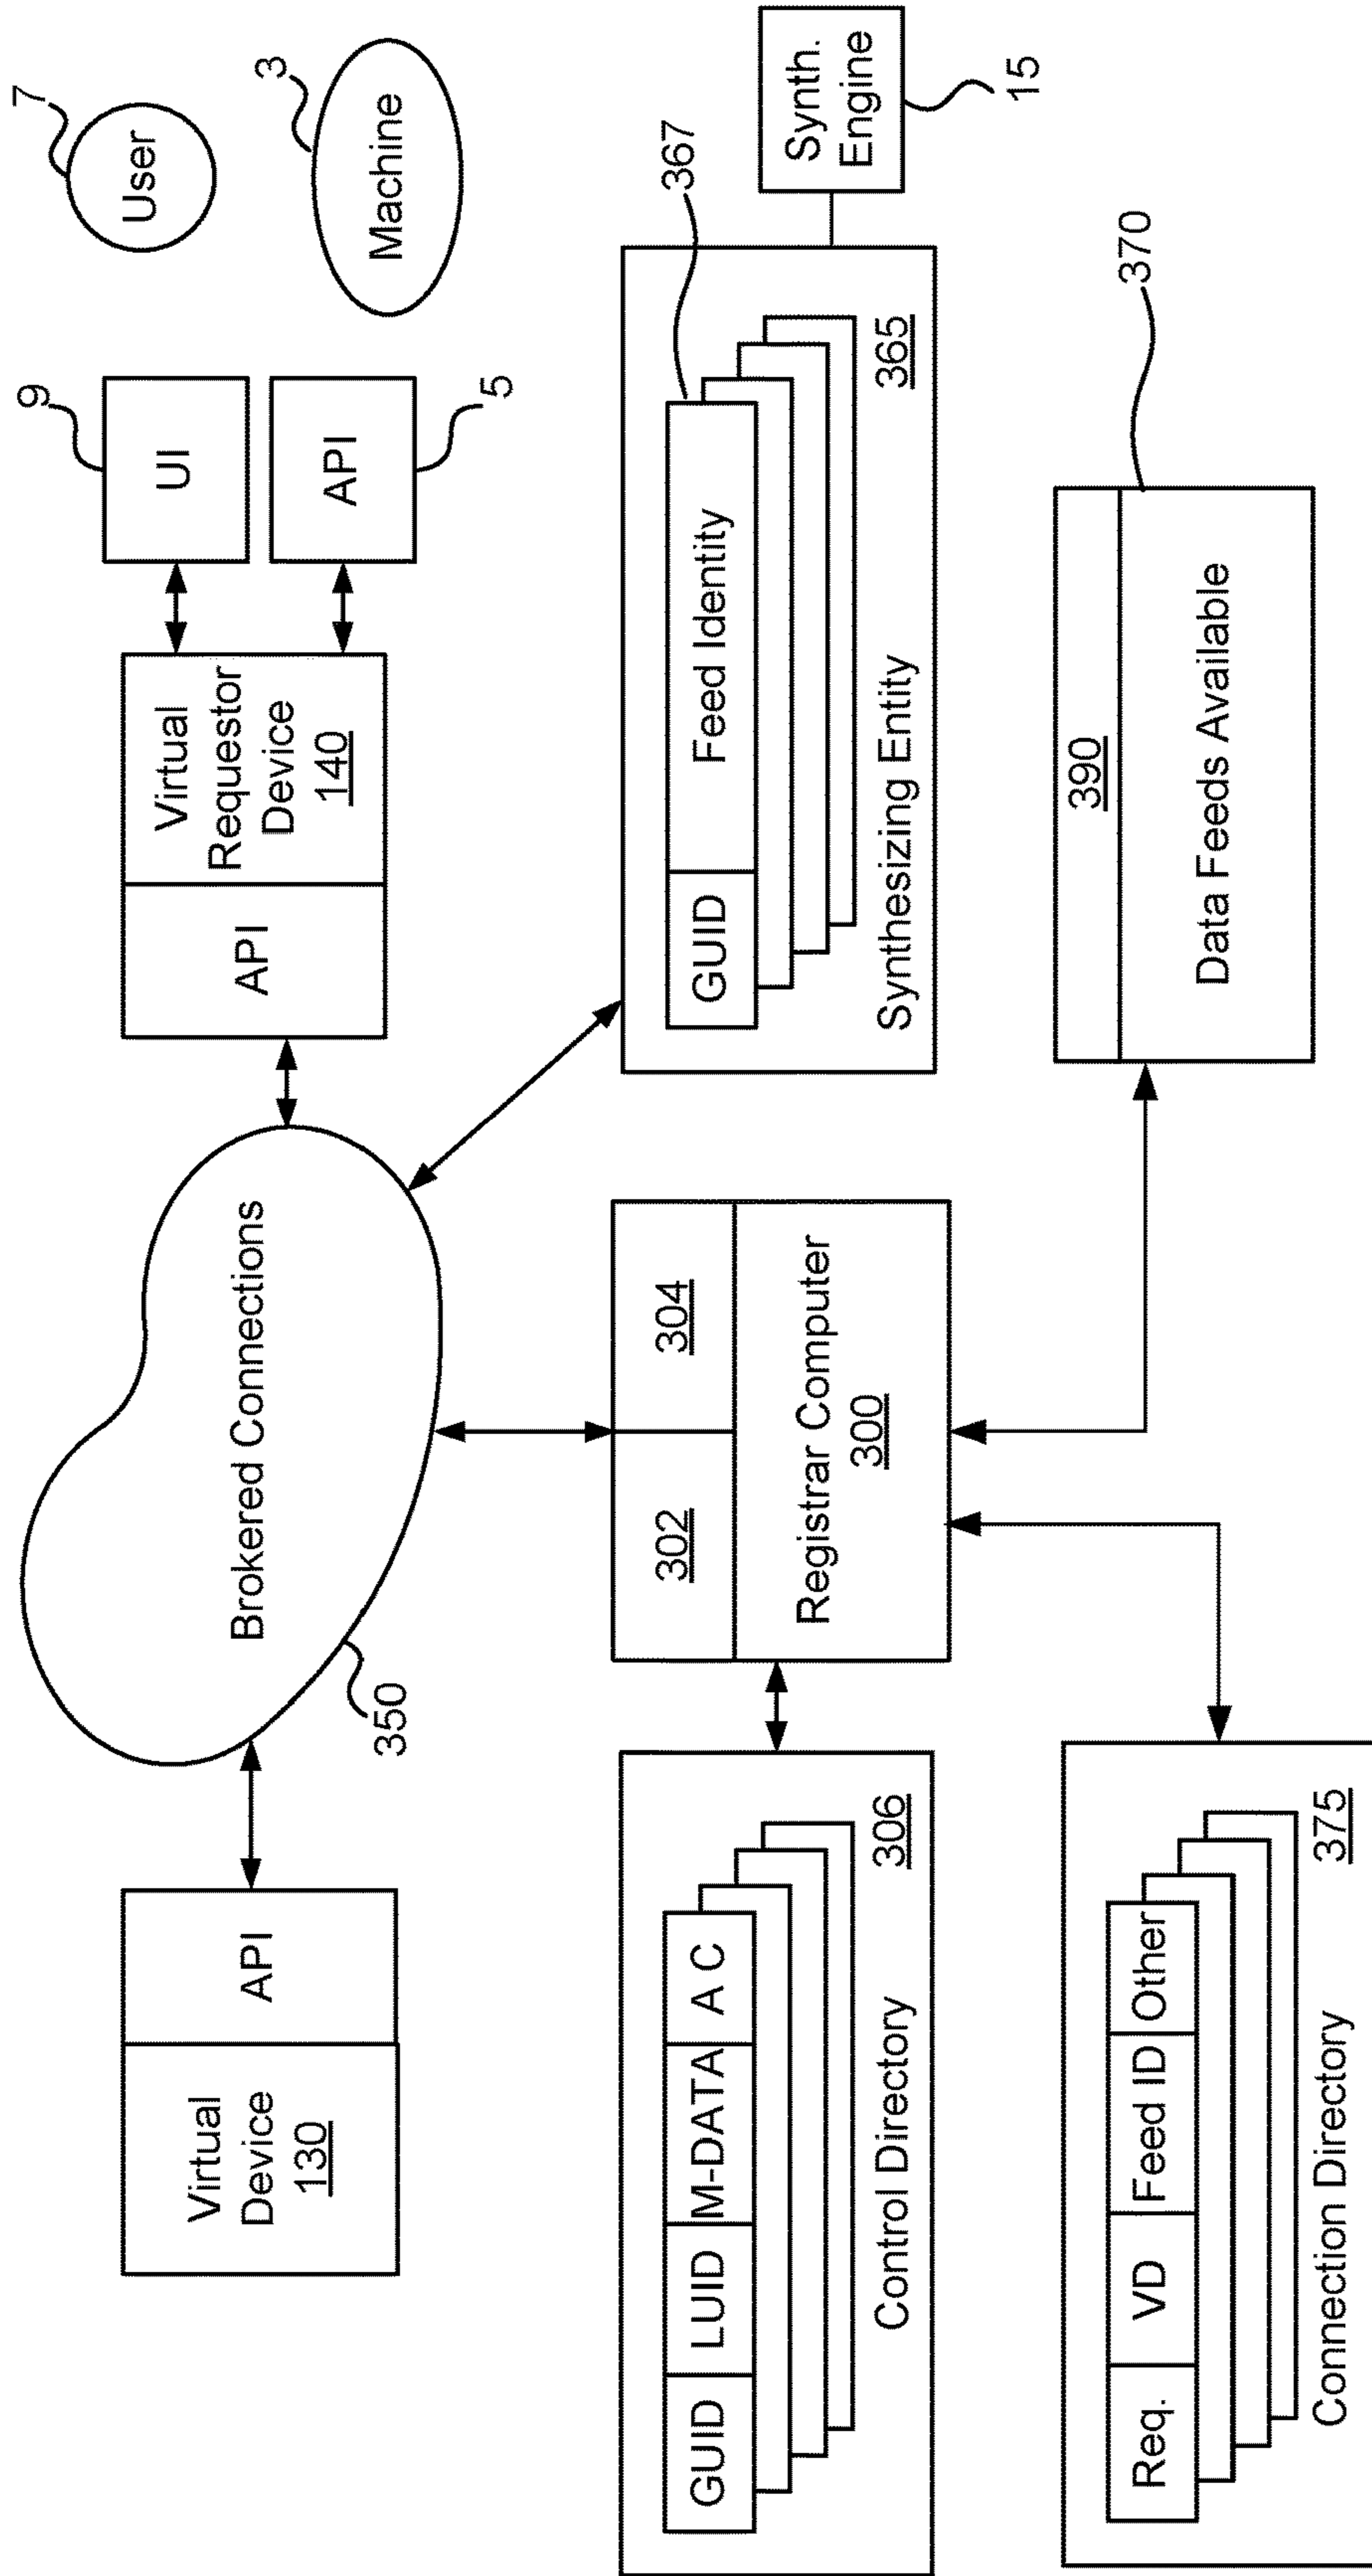 Virtual
Device
130
API
Brokered Connections
350
API
Virtual
Requestor
Device
140
UI
9
API
5
User
7
Machine
3
GUID
LUID
M-DATA
A C
306
Control Directory
302
304
Registrar Computer
300
GUID
Feed Identity
367
365
Synthesizing Entity
Synth.
Engine
15
Req.
VD
Feed ID
Other
375
Connection Directory
390
Data Feeds Available
370